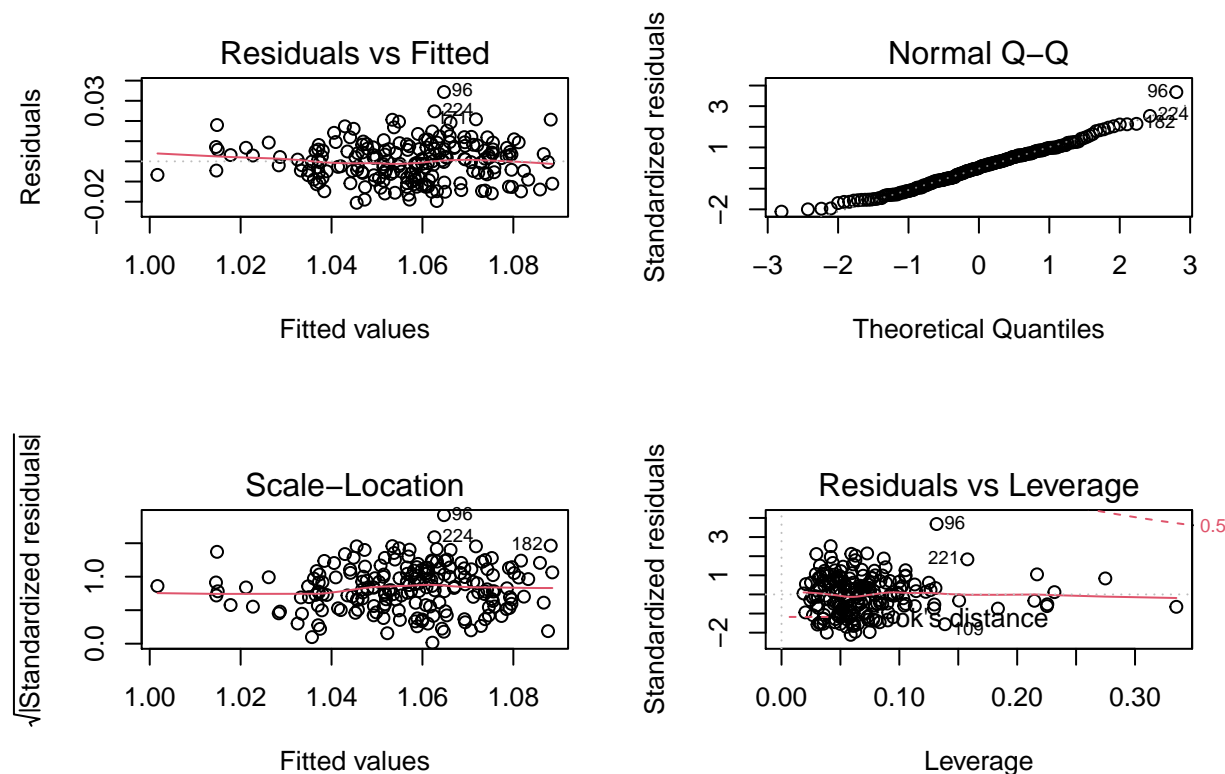 Residuals vs Fitted
Residuals
0.03
−0.02
96
224
1.00 1.02 1.04 1.06 1.08
Fitted values
Normal Q−Q
Standardized residuals
3
1
−2
96
224
182
−3 −2 −1 0 1 2 3
Theoretical Quantiles
Scale−Location
√|Standardized residuals|
1.0
0.0
96
224
182
1.00 1.02 1.04 1.06 1.08
Fitted values
Residuals vs Leverage
Standardized residuals
3
1
−2
96
221
109
0.5
ok's distance
0.00 0.10 0.20 0.30
Leverage